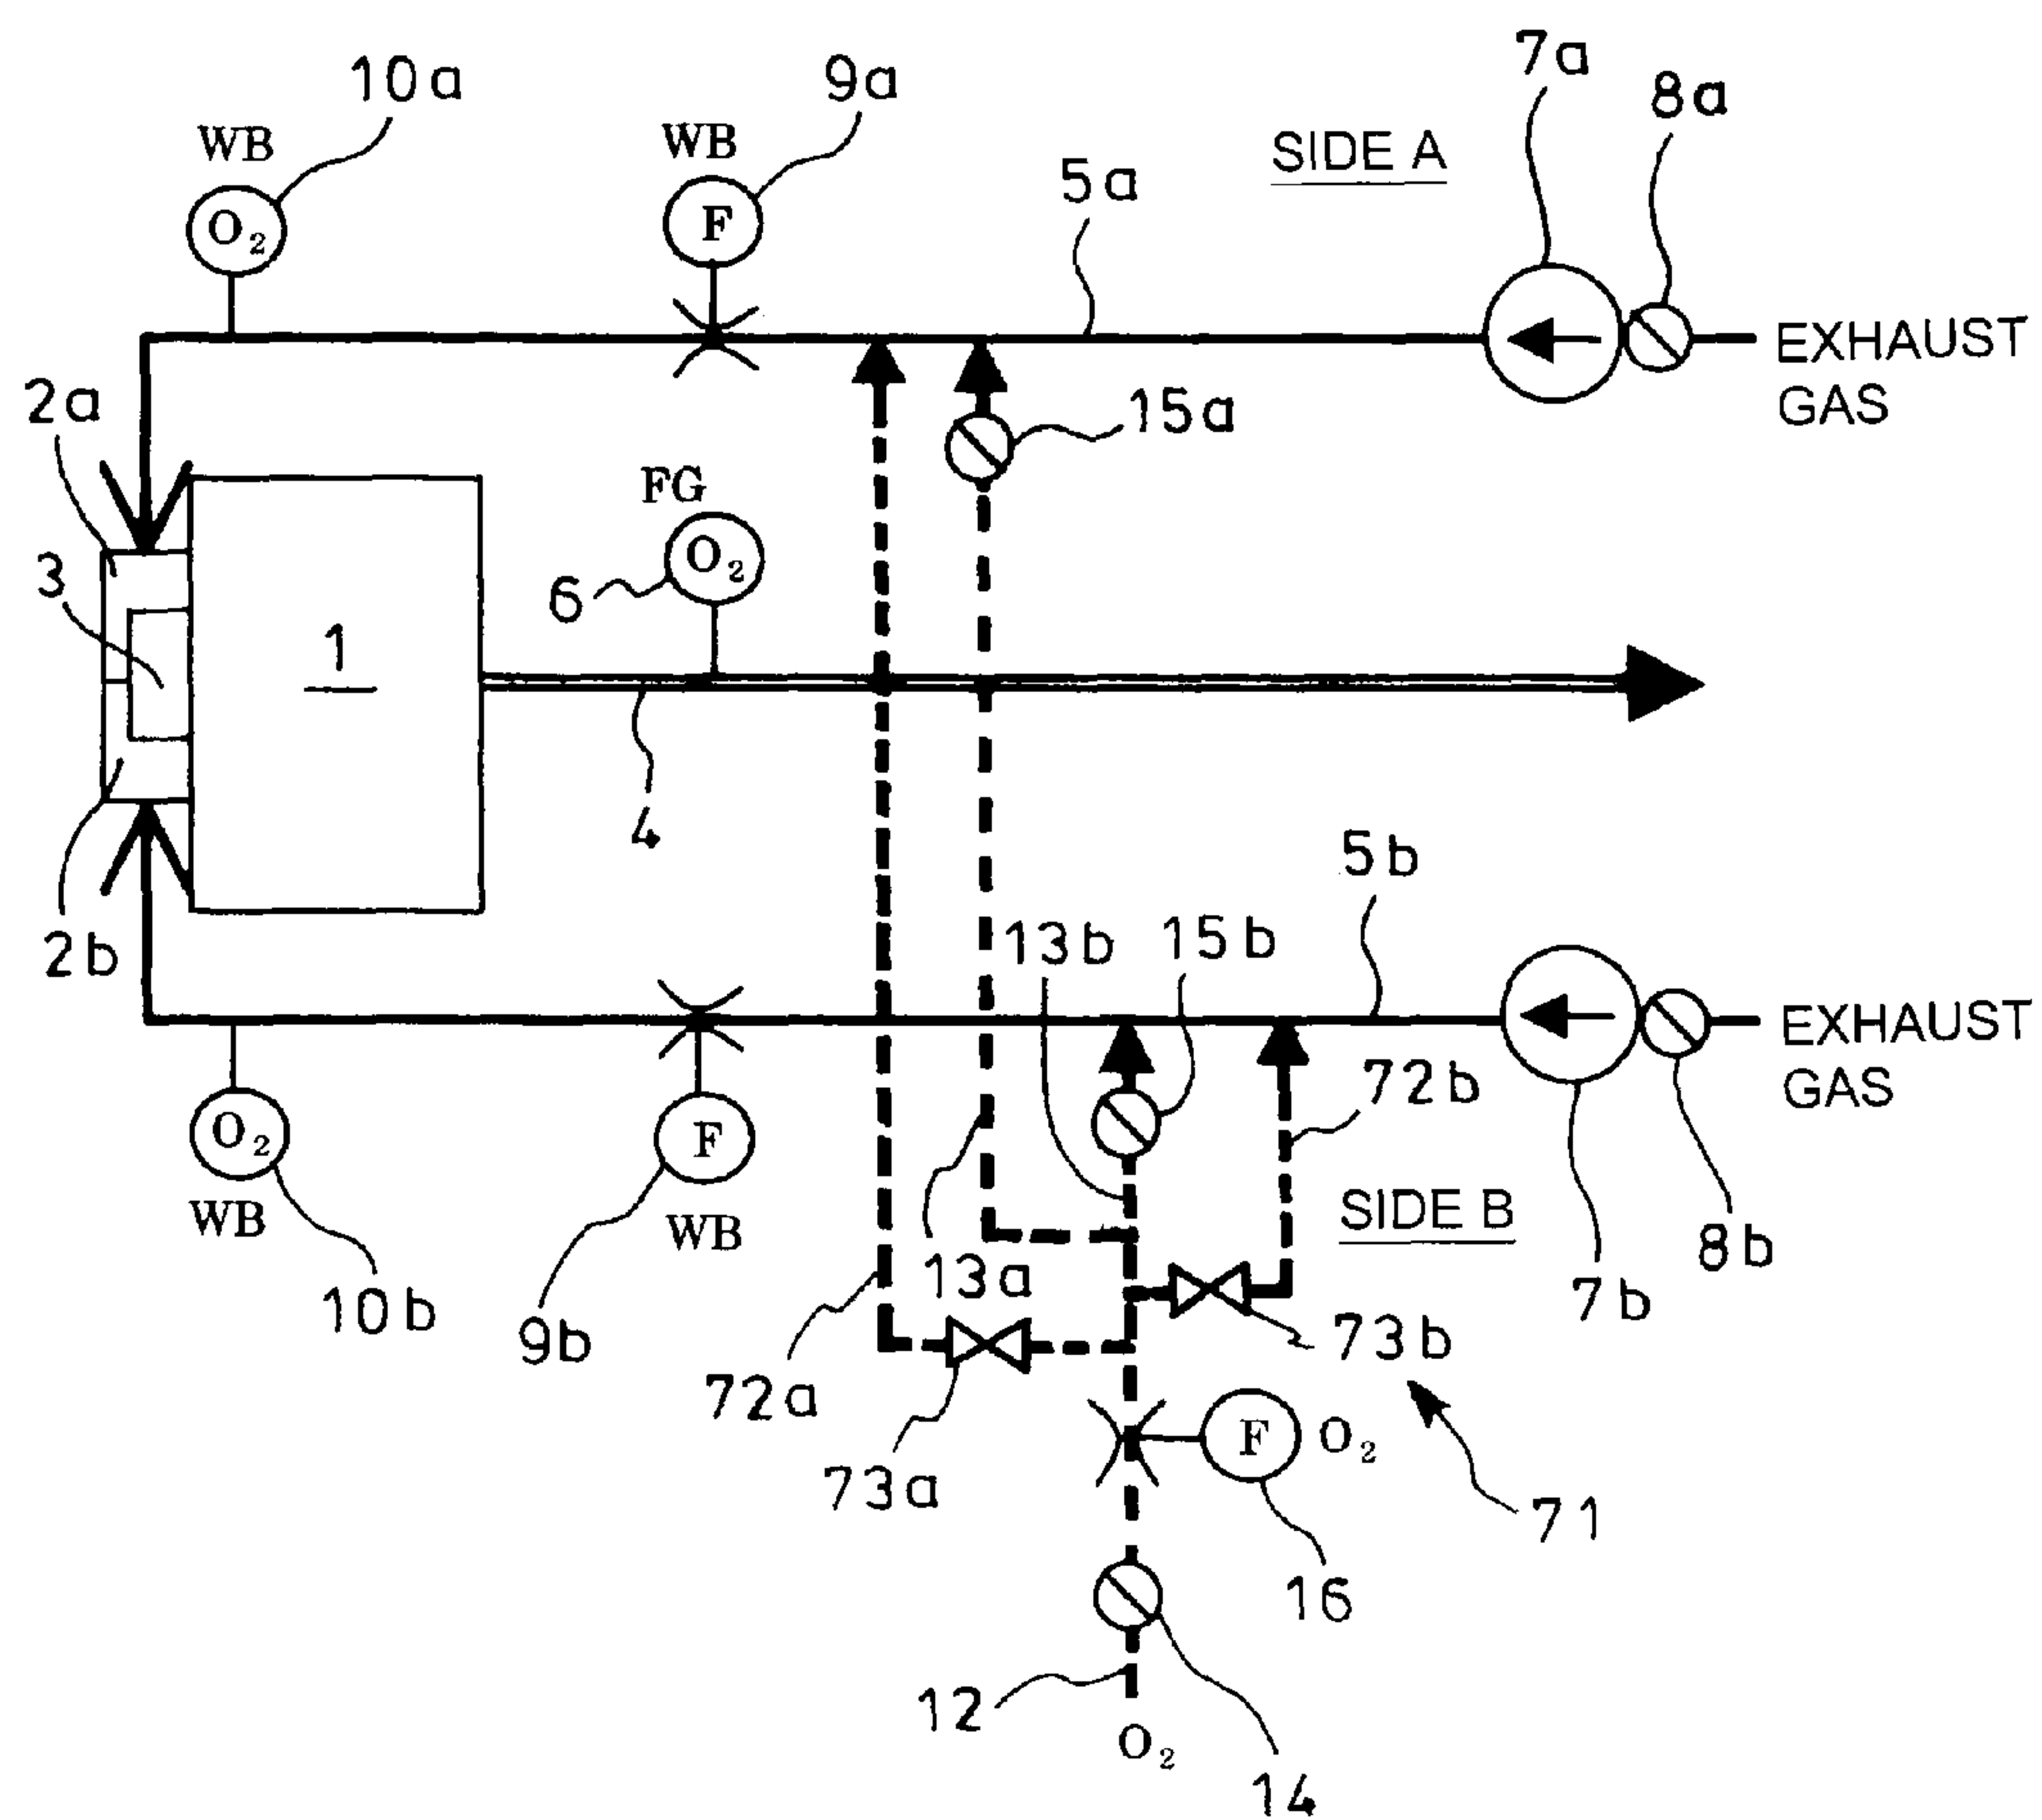 7a
10a
9a
8a
WB
WB
SIDE A
5a
F
O₂
EXHAUST
GAS
2a
15a
FG
O₂
3
6
1
4
5b
13b
15b
2b
EXHAUST
GAS
72b
O₂
F
SIDE B
WB
WB
8b
13a
7b
10b
9b
73b
72a
F
O₂
73a
71
16
12
O₂
14